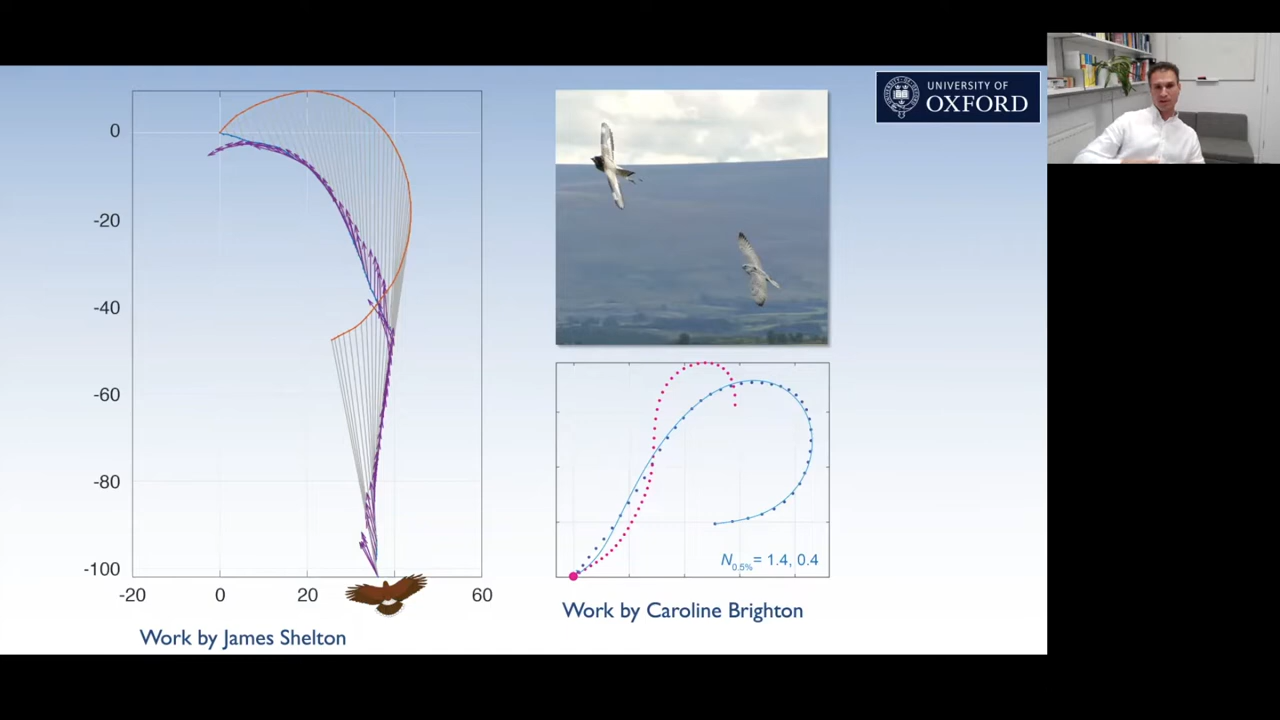 UNIVERSITY OF
OXFORD
0
-20
-40
-60
-80
-100
-20
0
20
60
Work by James Shelton
N0.5%= 1.4, 0.4
Work by Caroline Brighton